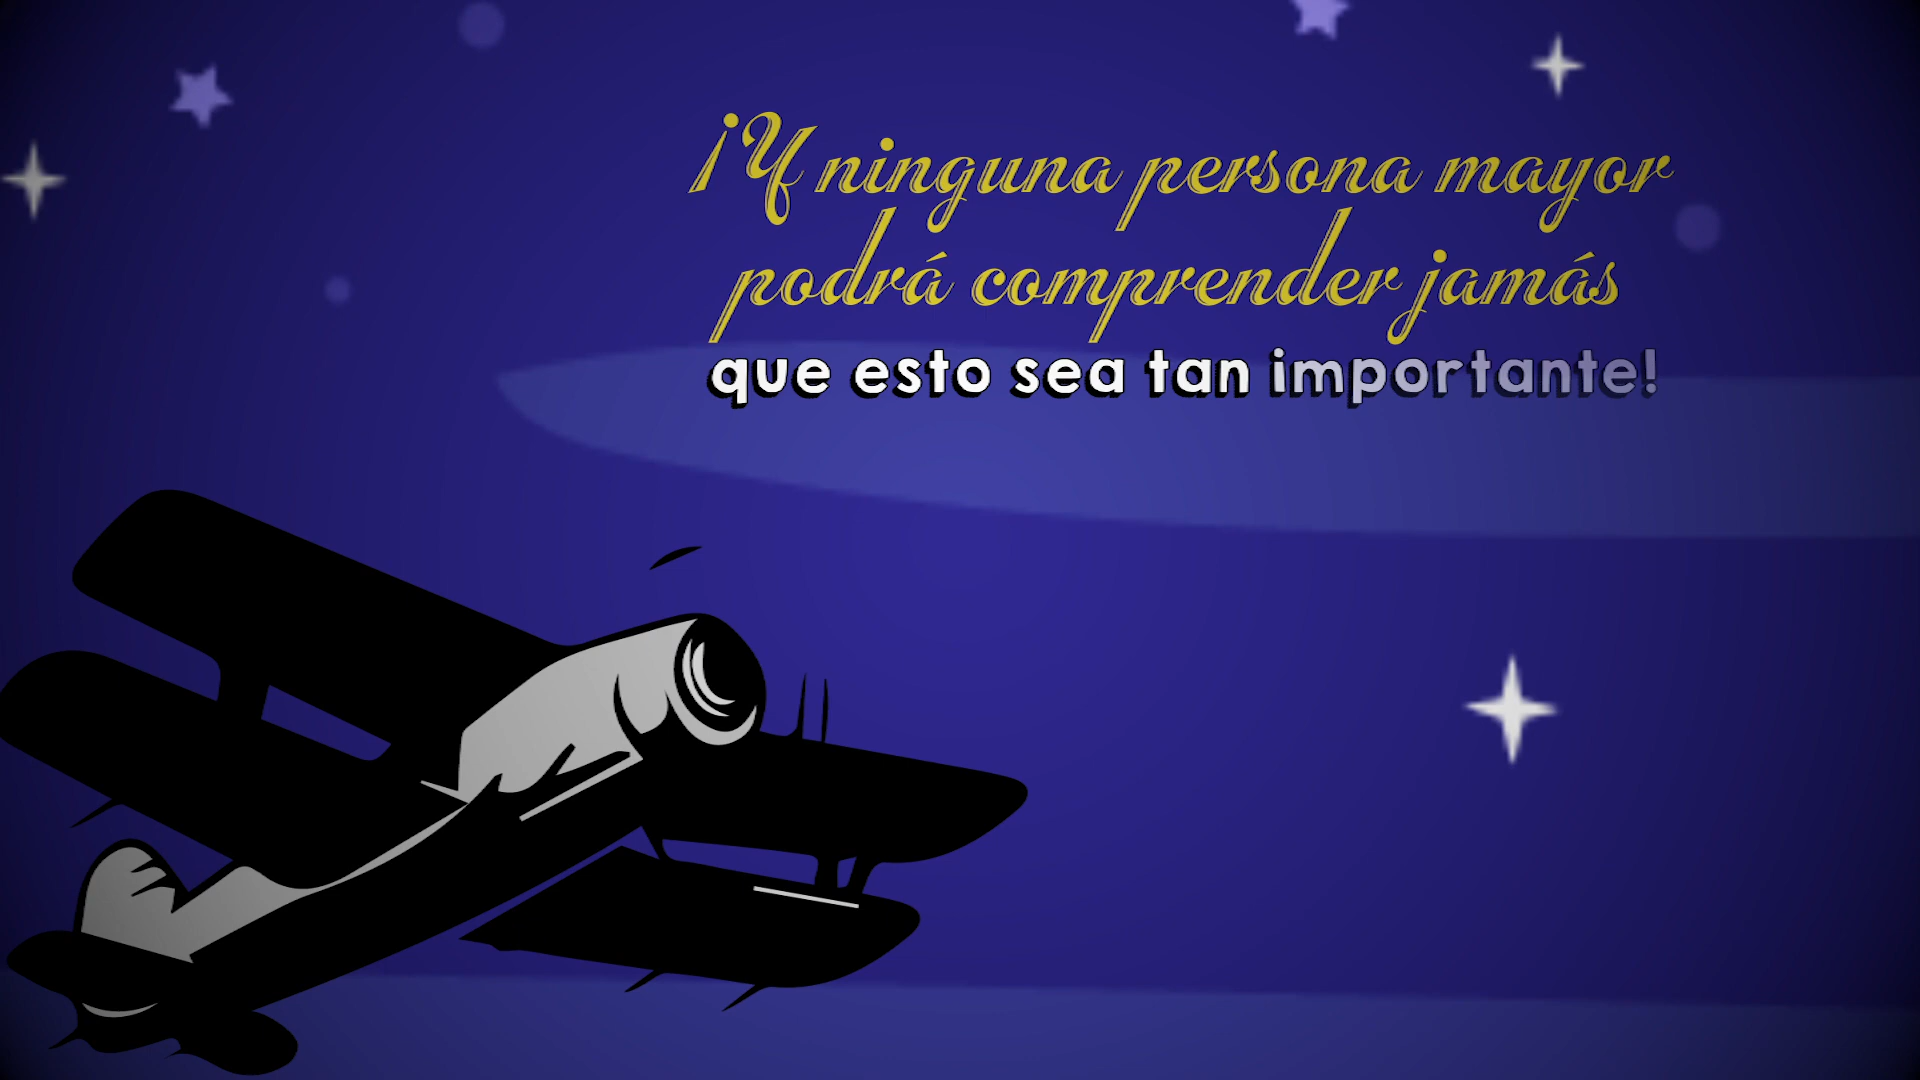 ¡Y ninguna persona mayor
podrá comprender jamás
que esto sea tan importante!